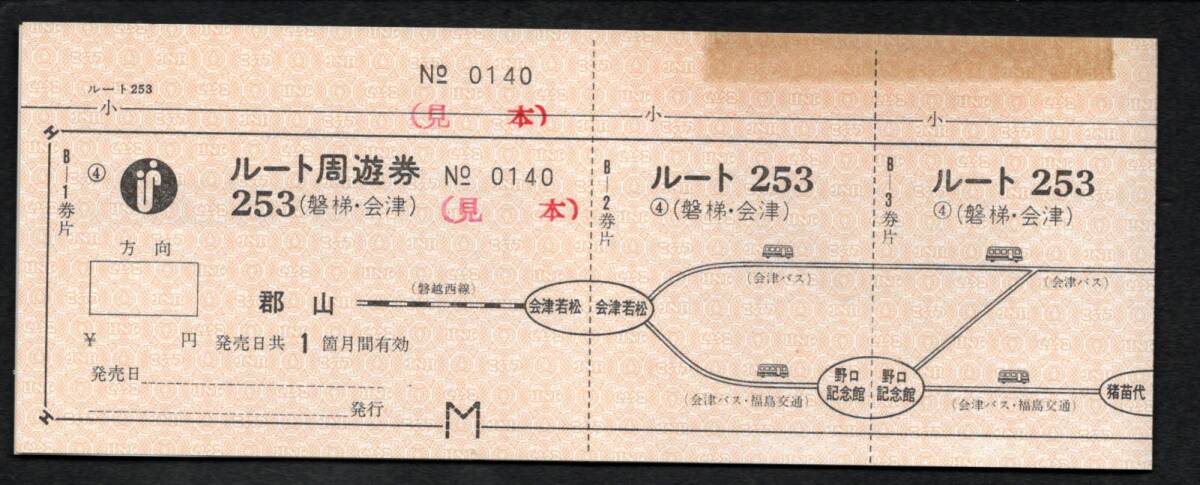 ルート253
小
№ 0140
(見 本)
小
小
B―1券片
④
ルート周遊券
253(磐梯・会津)
№ 0140
(見 本)
方 向
郡 山
(磐越西線)
会津若松
¥ 円 発売日共 1 箇月間有効
発売日
発行
B―2券片
ルート 253
④(磐梯・会津)
会津若松
(会津バス)
野口
記念館
(会津バス・福島交通)
B―3券片
ルート 253
④(磐梯・会津)
(会津バス)
野口
記念館
(会津バス・福島交通)
猪苗代